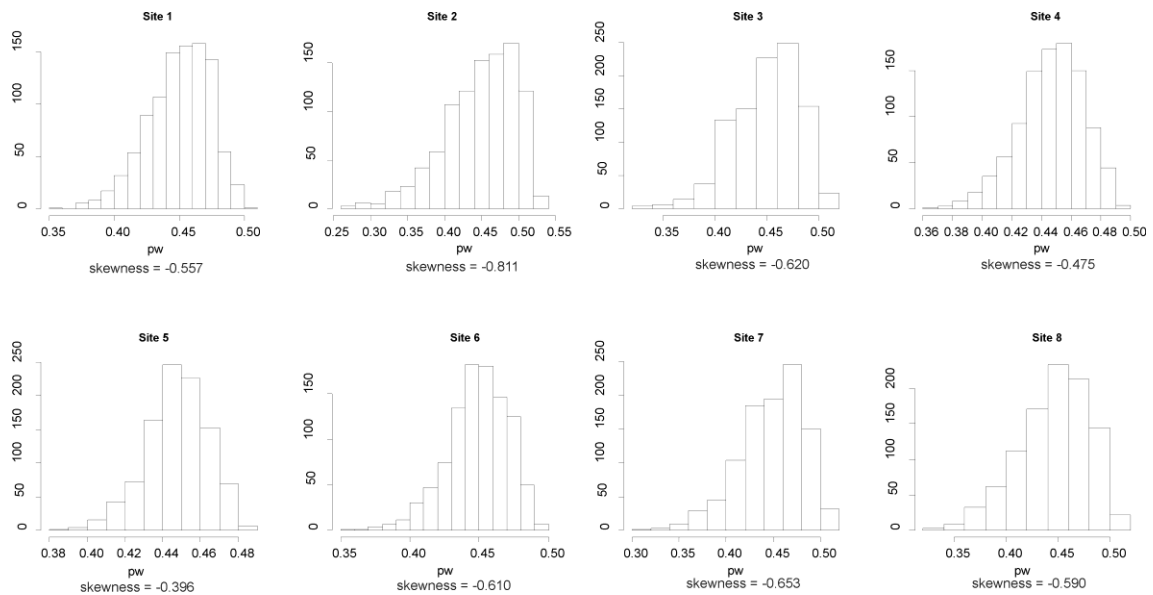 Site 1
150
100
50
0
0.35 0.40 0.45 0.50
pw
skewness = -0.557
Site 2
150
100
50
0
0.25 0.30 0.35 0.40 0.45 0.50 0.55
pw
skewness = -0.811
Site 3
250
200
150
100
50
0
0.35 0.40 0.45 0.50
pw
skewness = -0.620
Site 4
150
100
50
0
0.36 0.38 0.40 0.42 0.44 0.46 0.48 0.50
pw
skewness = -0.475
Site 5
250
200
150
100
50
0
0.38 0.40 0.42 0.44 0.46 0.48
pw
skewness = -0.396
Site 6
150
100
50
0
0.35 0.40 0.45 0.50
pw
skewness = -0.610
Site 7
250
200
150
100
50
0
0.30 0.35 0.40 0.45 0.50
pw
skewness = -0.653
Site 8
200
150
100
50
0
0.35 0.40 0.45 0.50
pw
skewness = -0.590